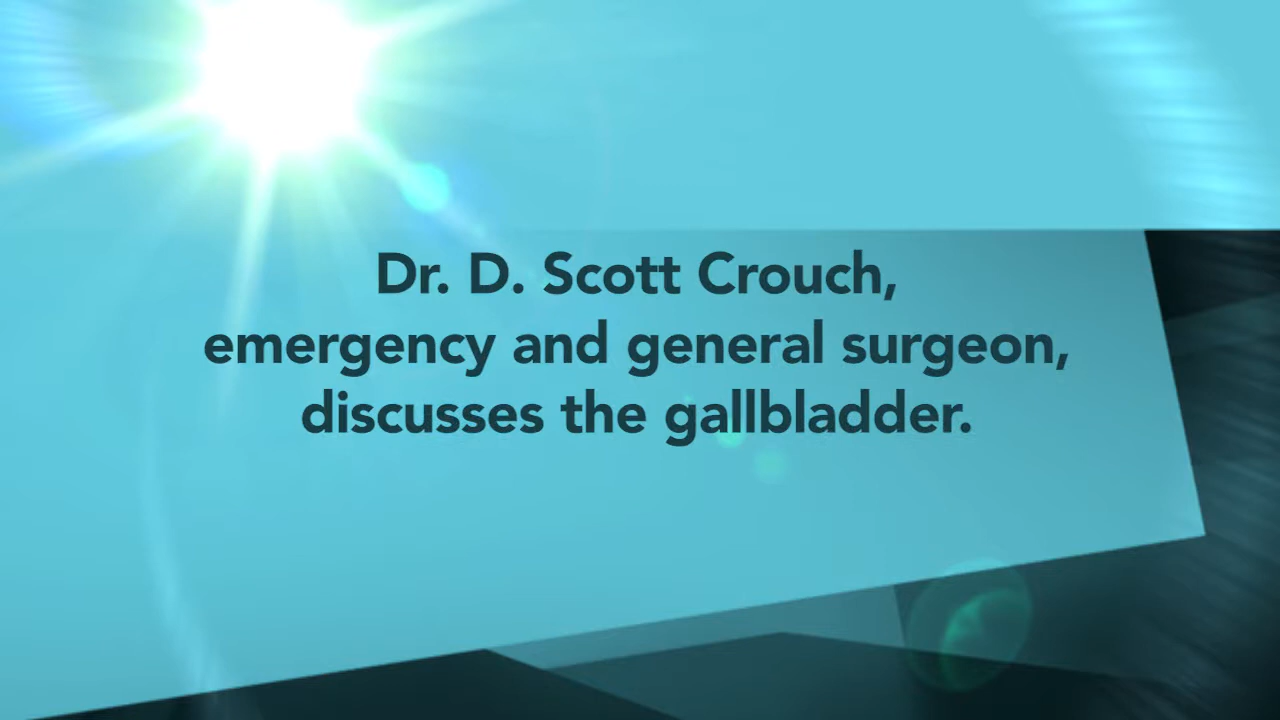 Dr. D. Scott Crouch,
emergency and general surgeon,
discusses the gallbladder.